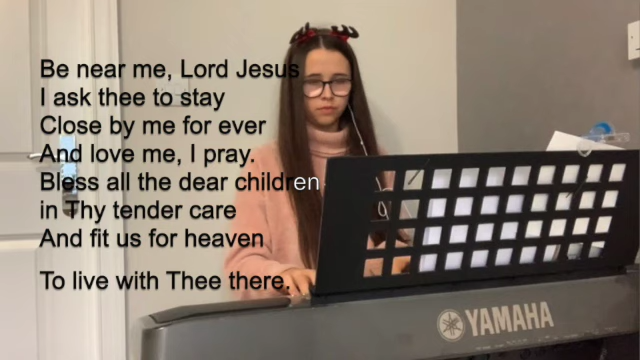 Be near me, Lord Jesus
I ask thee to stay
Close by me for ever
And love me, I pray.
Bless all the dear children
in Thy tender care
And fit us for heaven
To live with Thee there.
YAMAHA